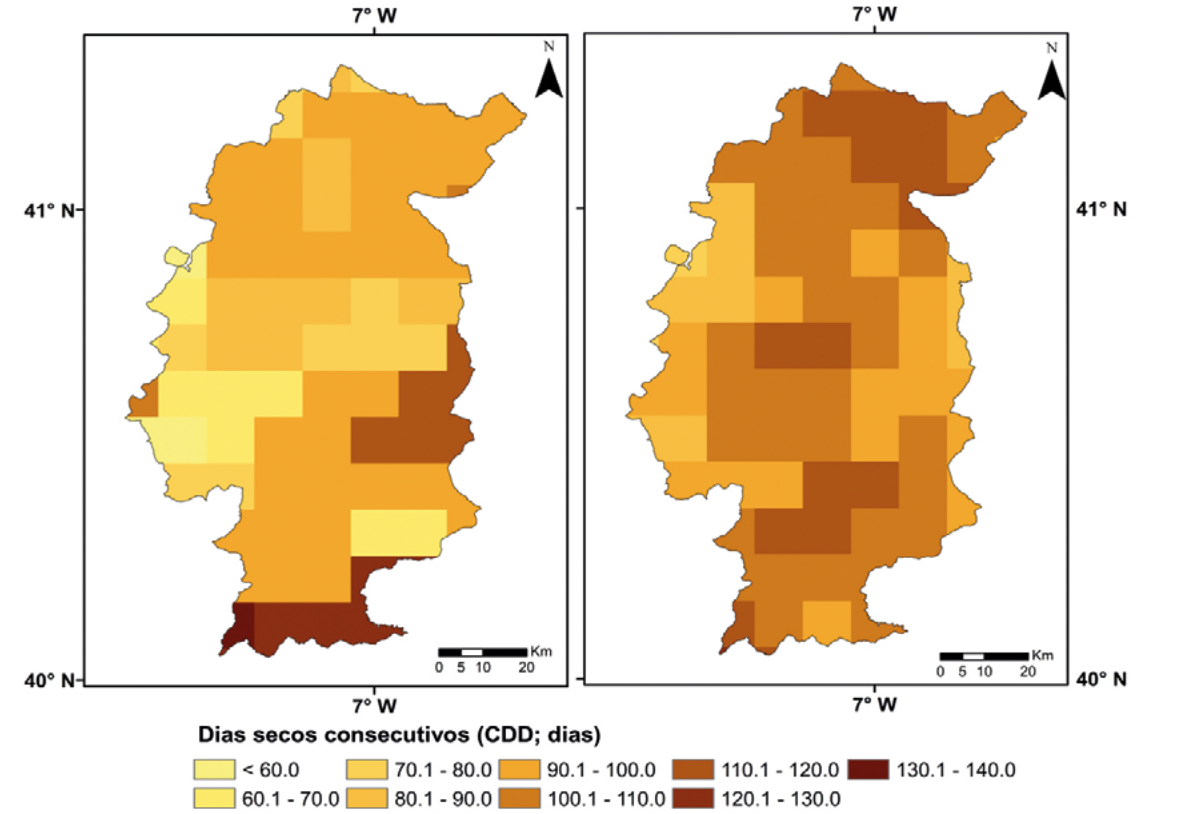 7° W
7° W
N
N
41° N
41° N
Km
0 5 10 20
Km
0 5 10 20
40° N
40° N
7° W
7° W
Dias secos consecutivos (CDD; dias)
< 60.0
70.1 - 80.0
90.1 - 100.0
110.1 - 120.0
130.1 - 140.0
60.1 - 70.0
80.1 - 90.0
100.1 - 110.0
120.1 - 130.0